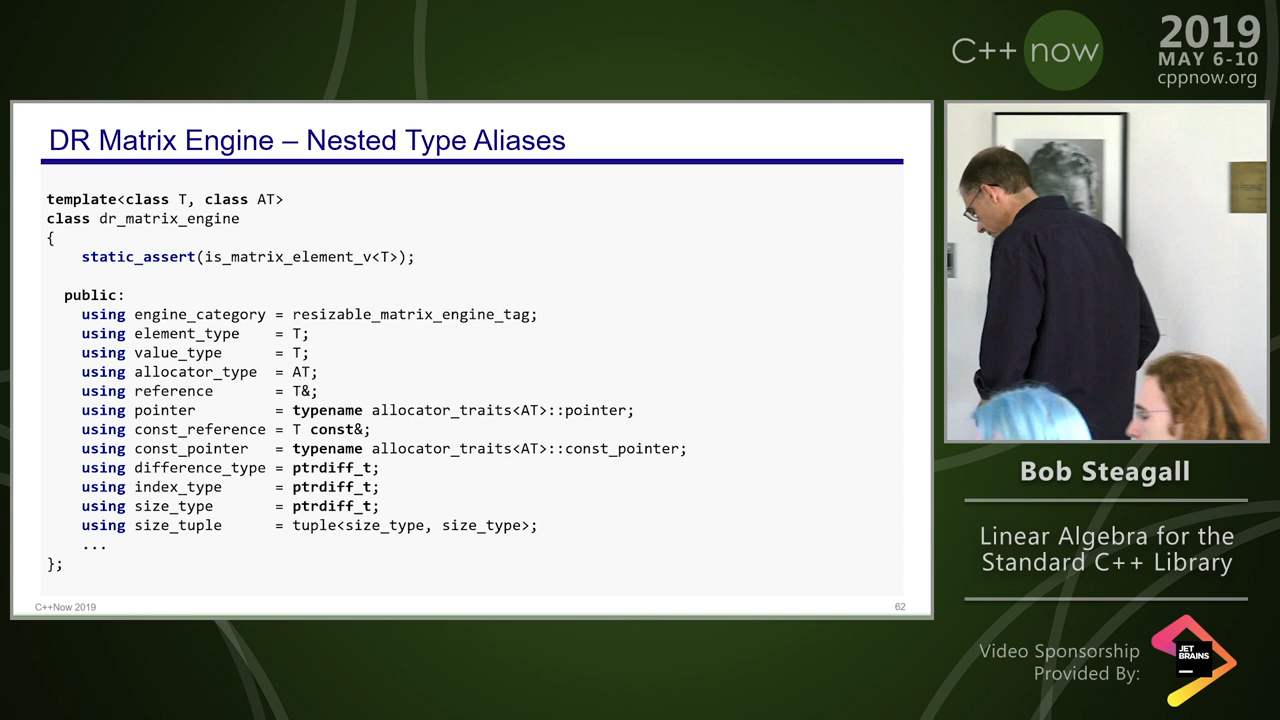 C++ now
2019
MAY 6-10
cppnow.org
DR Matrix Engine – Nested Type Aliases
template<class T, class AT>
class dr_matrix_engine
{
    static_assert(is_matrix_element_v<T>);
  public:
    using engine_category = resizable_matrix_engine_tag;
    using element_type    = T;
    using value_type      = T;
    using allocator_type  = AT;
    using reference       = T&;
    using pointer         = typename allocator_traits<AT>::pointer;
    using const_reference = T const&;
    using const_pointer   = typename allocator_traits<AT>::const_pointer;
    using difference_type = ptrdiff_t;
    using index_type      = ptrdiff_t;
    using size_type       = ptrdiff_t;
    using size_tuple      = tuple<size_type, size_type>;
    ...
};
C++Now 2019
62
Bob Steagall
Linear Algebra for the
Standard C++ Library
Video Sponsorship
Provided By:
JET
BRAINS